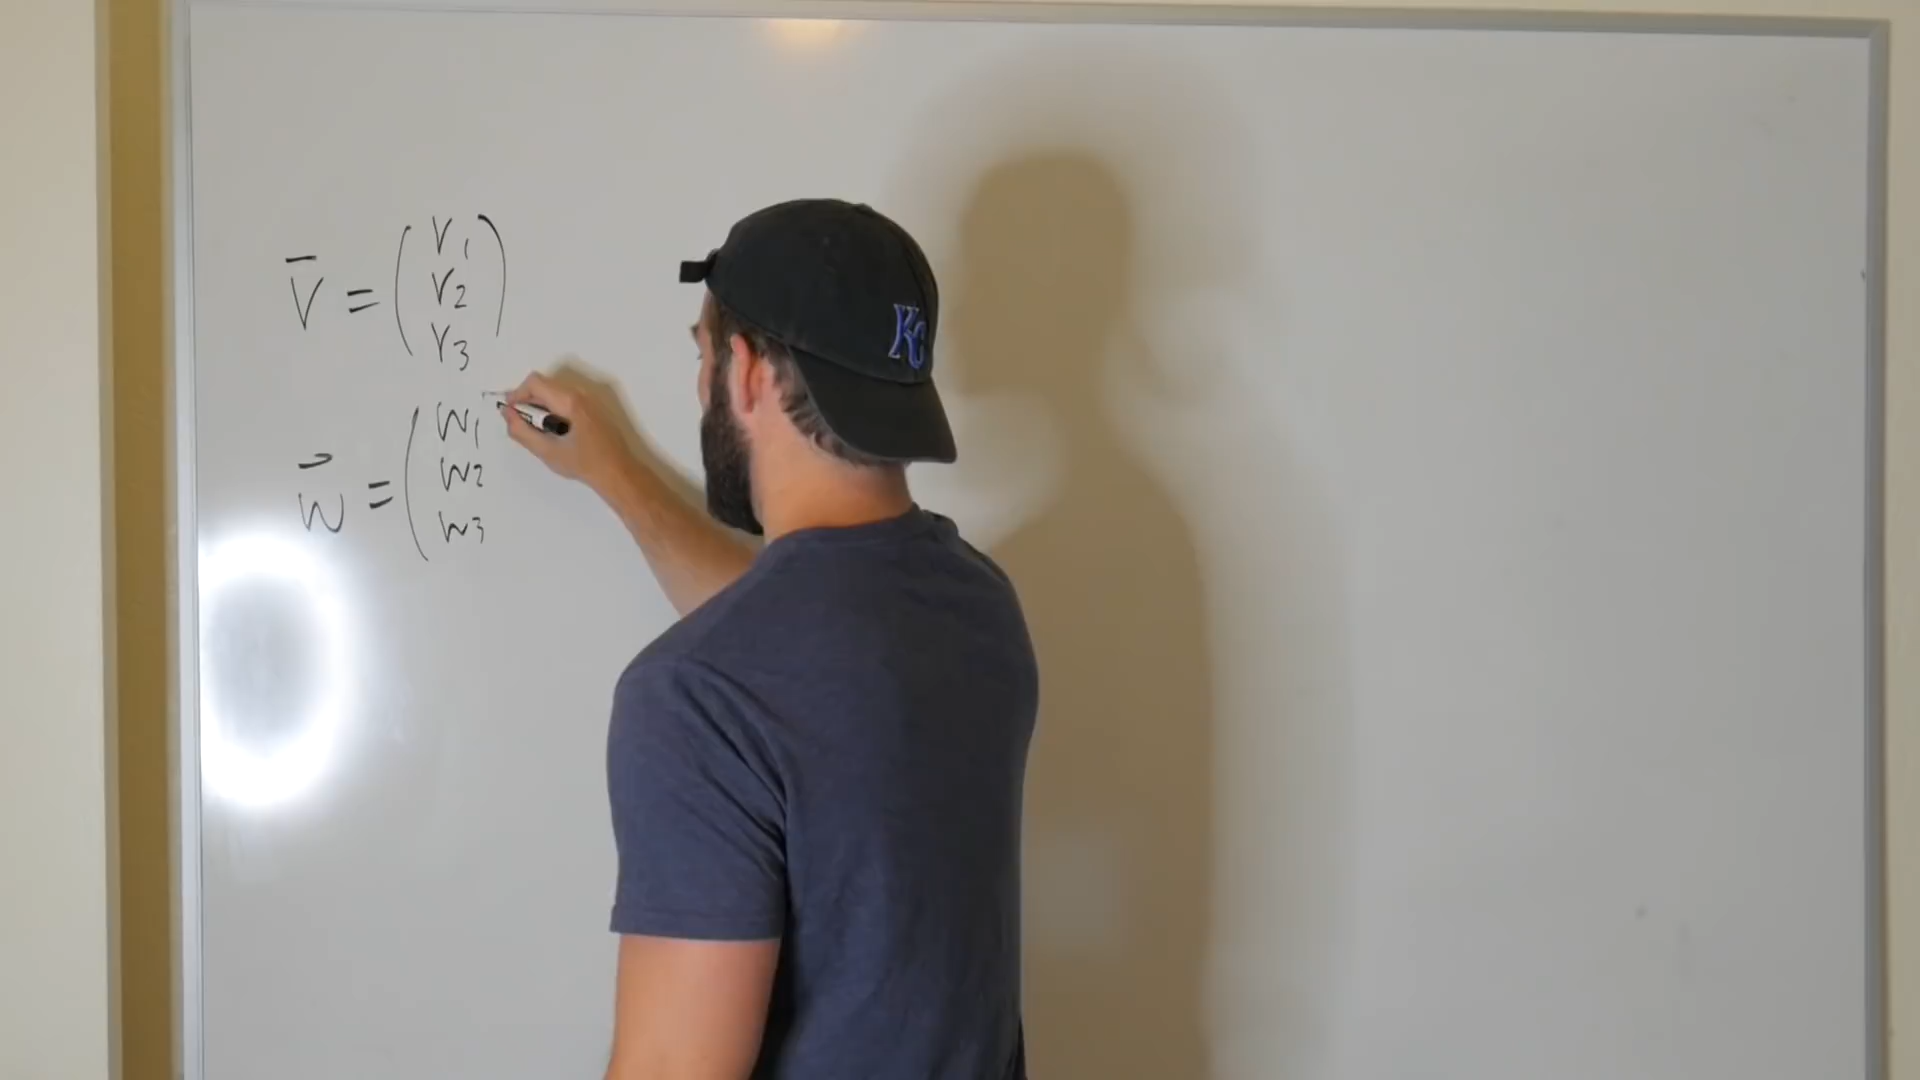 V̄ = ( V1
V2
V3 )
w⃗ = ( w1
w2
w3
KC